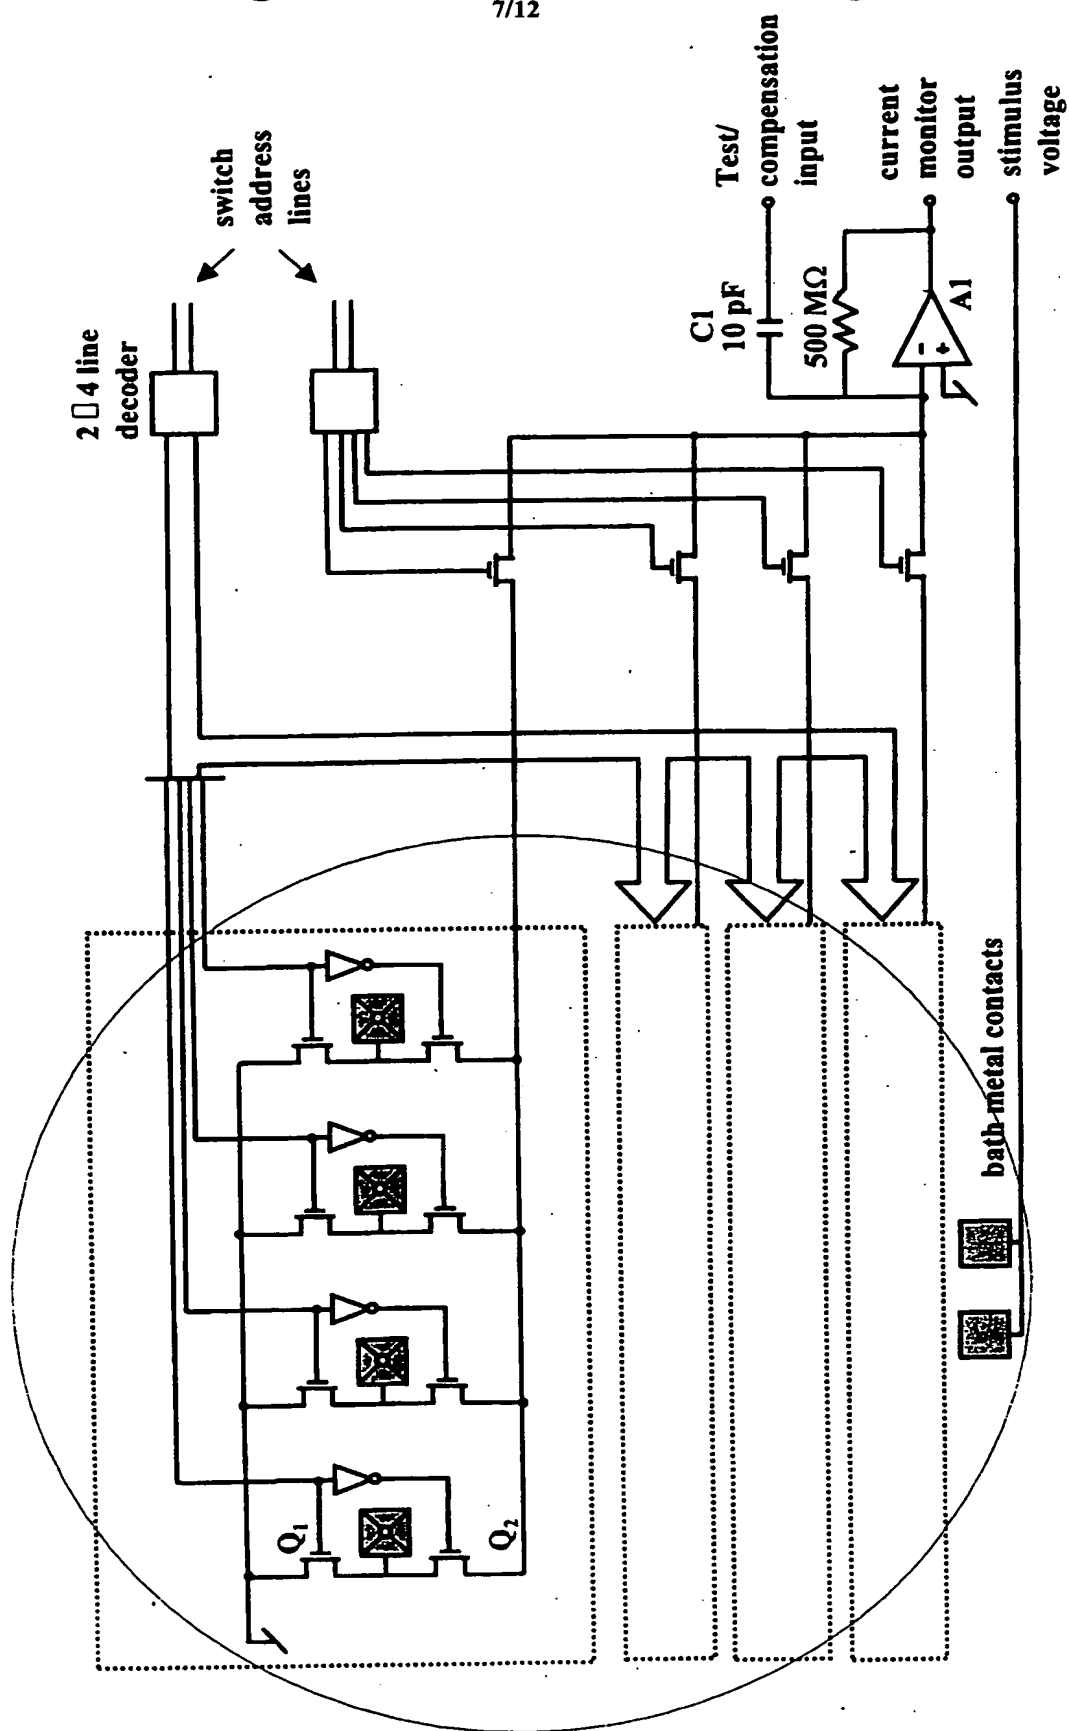 7/12
switch
address
lines
2 □ 4 line
decoder
Test/
compensation
input
C1
10 pF
500 MΩ
current
monitor
output
A1
-
+
stimulus
voltage
bath metal contacts
Q1
Q2